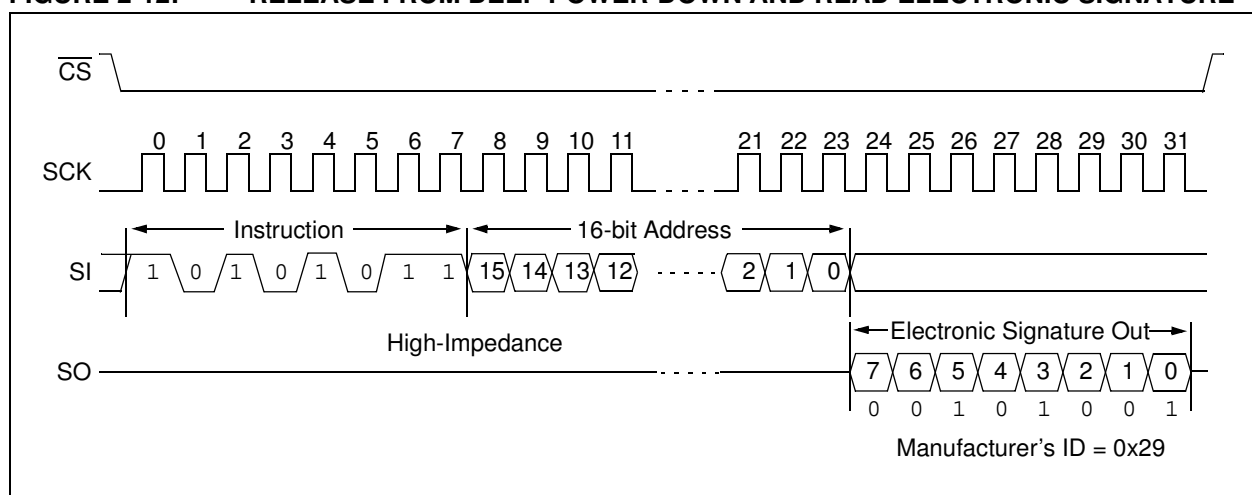 FIGURE 2-12: RELEASE FROM DEEP POWER-DOWN AND READ ELECTRONIC SIGNATURE
CS
0 1 2 3 4 5 6 7 8 9 10 11 21 22 23 24 25 26 27 28 29 30 31
SCK
Instruction 16-bit Address
SI 1 0 1 0 1 0 1 1 15 14 13 12 2 1 0
High-Impedance Electronic Signature Out
SO 7 6 5 4 3 2 1 0
0 0 1 0 1 0 0 1
Manufacturer's ID = 0x29